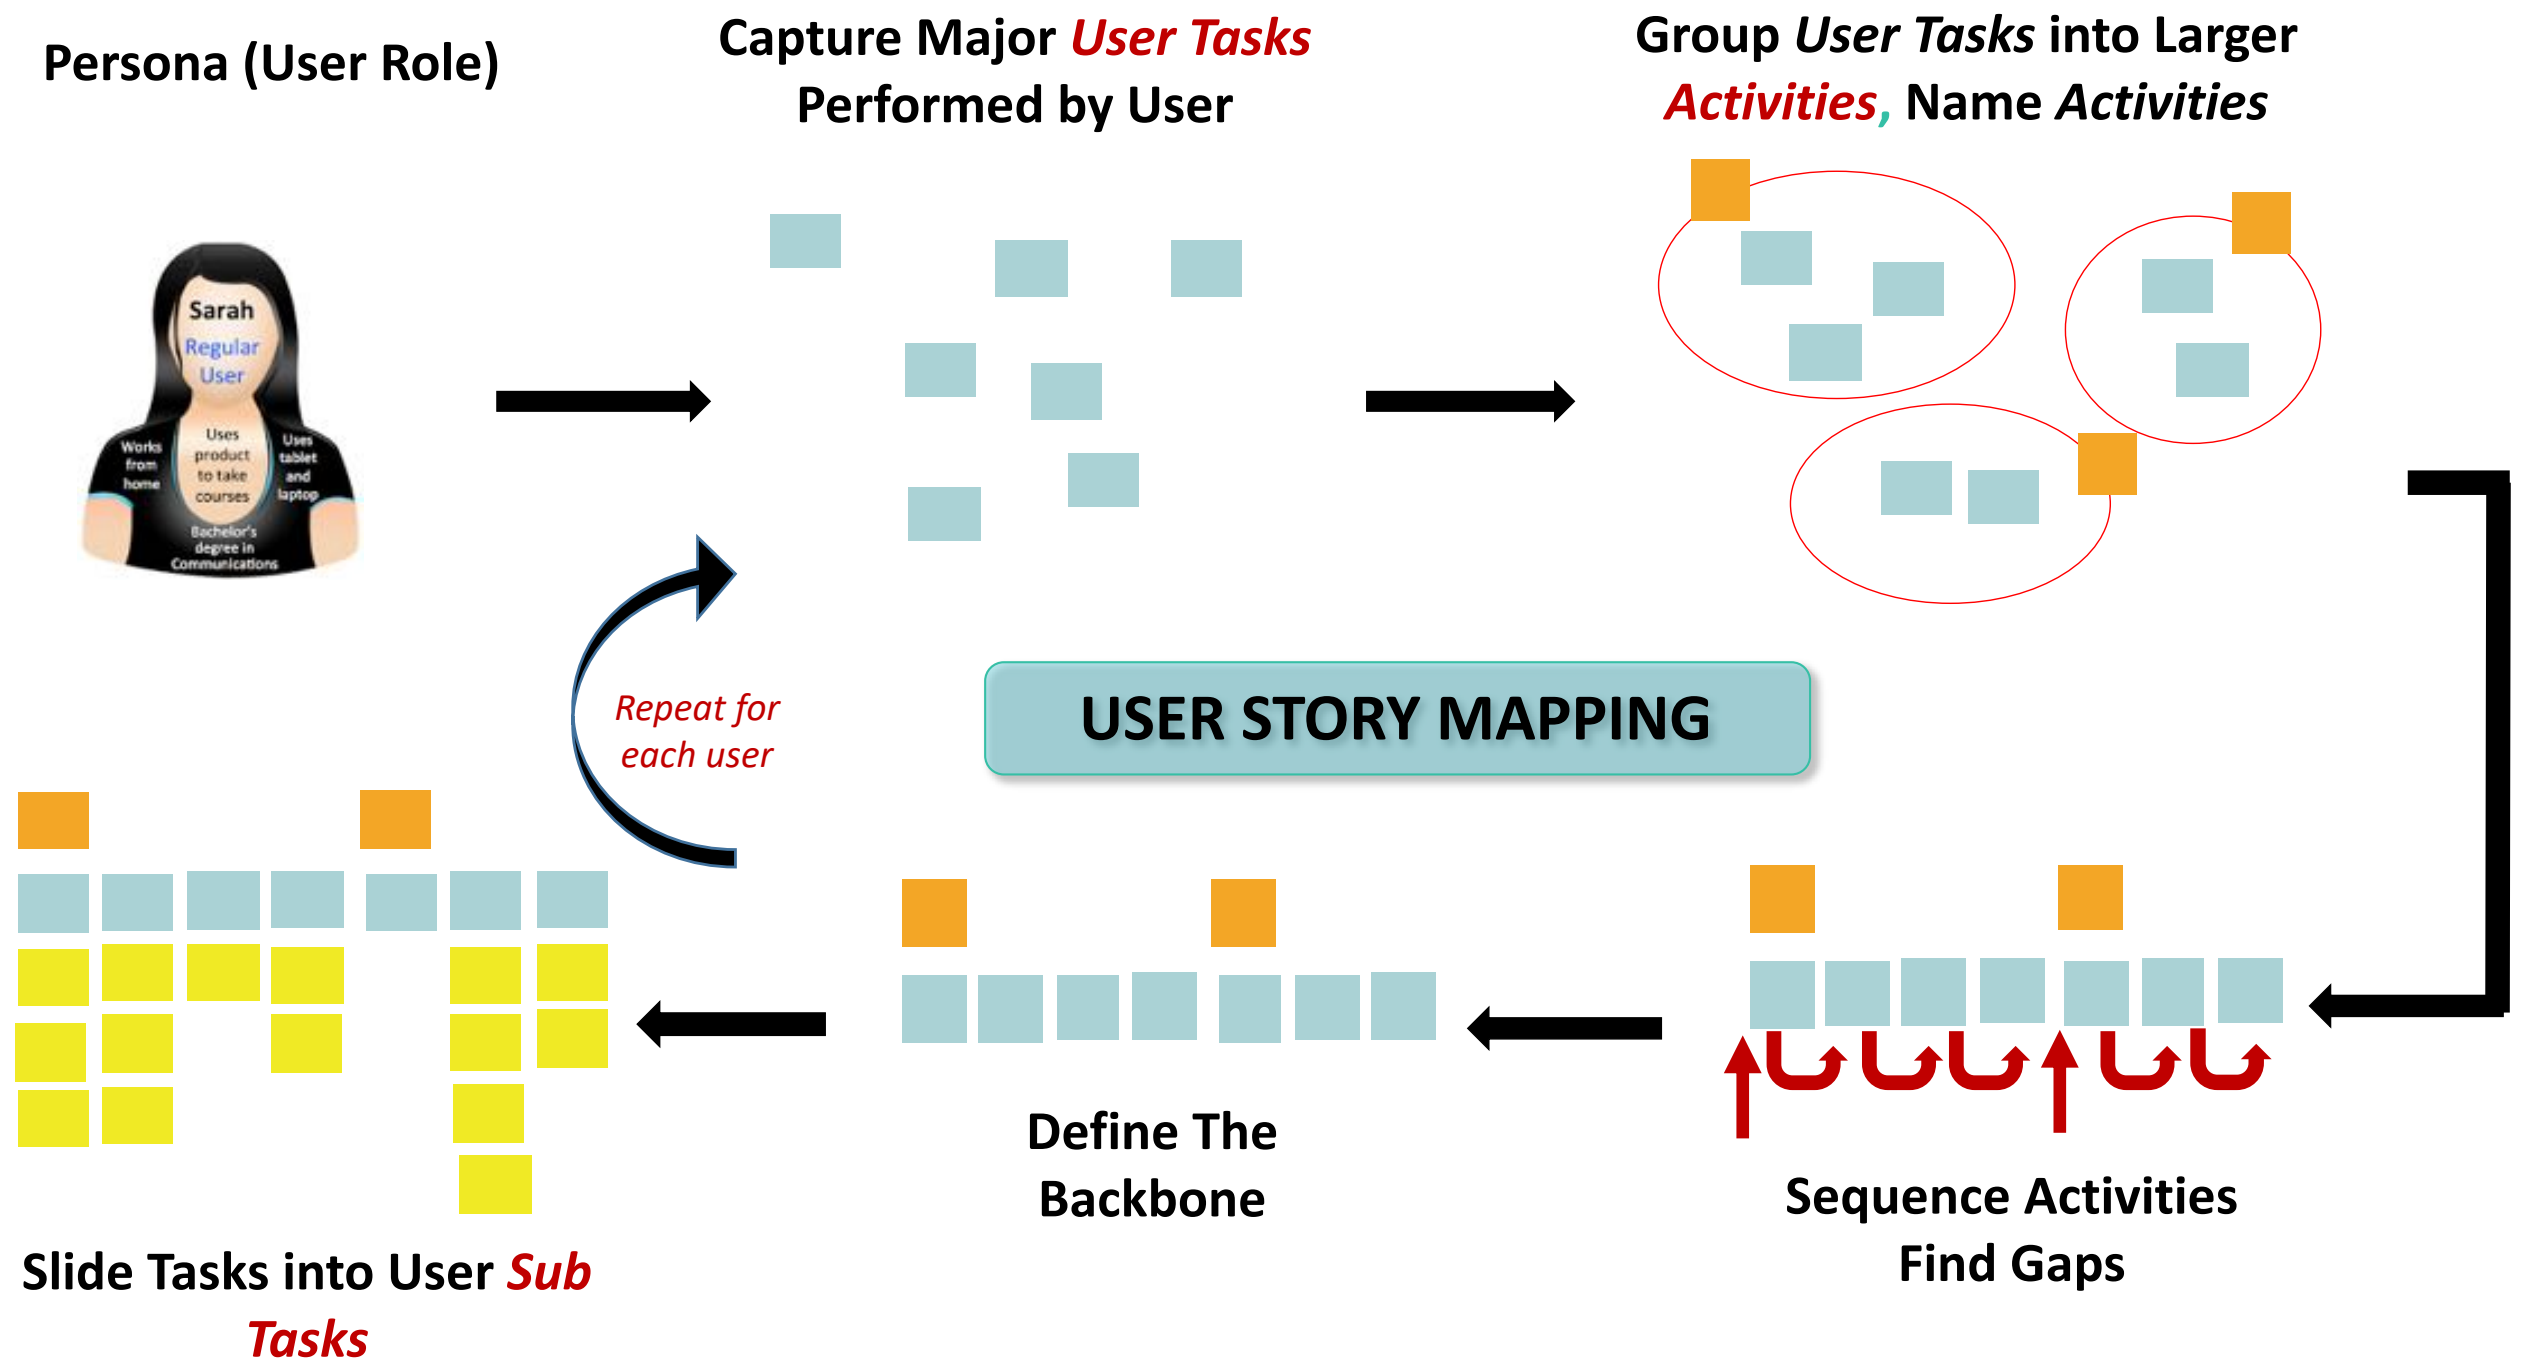 Persona (User Role)
Capture Major User Tasks
Performed by User
Group User Tasks into Larger
Activities, Name Activities
Sarah
Regular
User
Works
from
home
Uses
product
to take
courses
Uses
tablet
and
laptop
Bachelor's
degree in
Communications
Repeat for
each user
USER STORY MAPPING
Define The
Backbone
Sequence Activities
Find Gaps
Slide Tasks into User Sub
Tasks